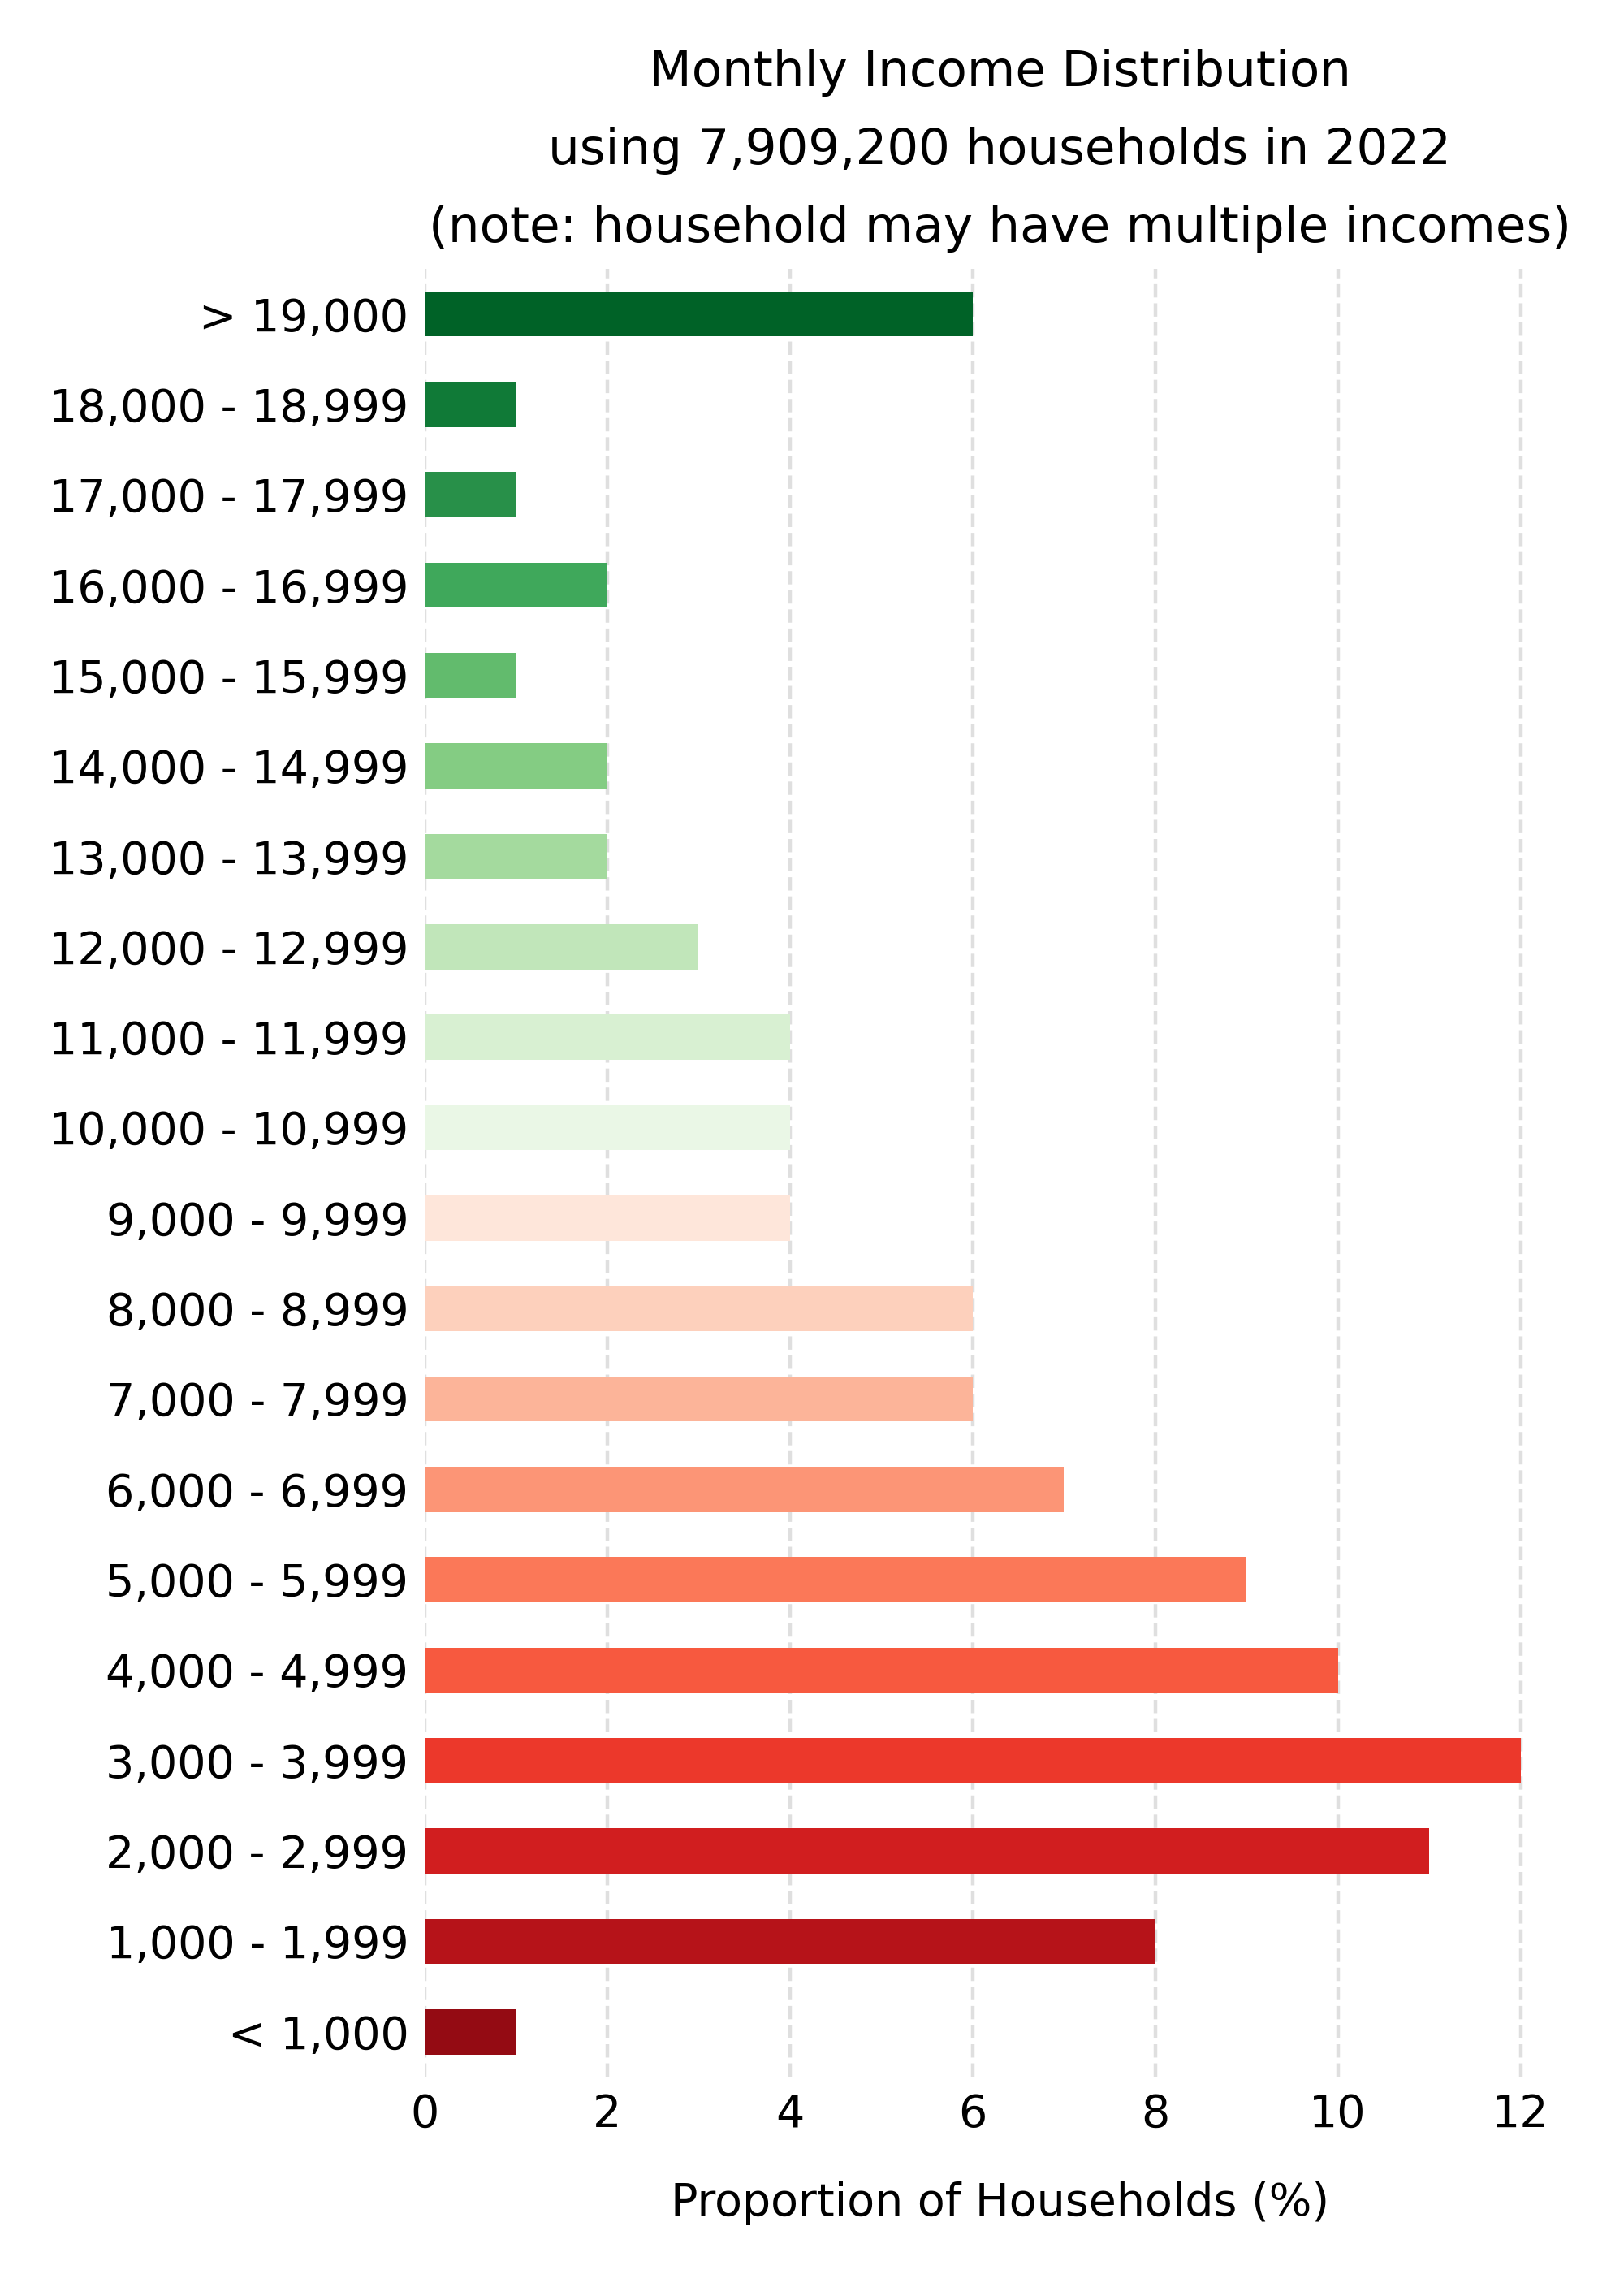 Monthly Income Distribution
using 7,909,200 households in 2022
(note: household may have multiple incomes)
> 19,000
18,000 - 18,999
17,000 - 17,999
16,000 - 16,999
15,000 - 15,999
14,000 - 14,999
13,000 - 13,999
12,000 - 12,999
11,000 - 11,999
10,000 - 10,999
9,000 - 9,999
8,000 - 8,999
7,000 - 7,999
6,000 - 6,999
5,000 - 5,999
4,000 - 4,999
3,000 - 3,999
2,000 - 2,999
1,000 - 1,999
< 1,000
0 2 4 6 8 10 12
Proportion of Households (%)